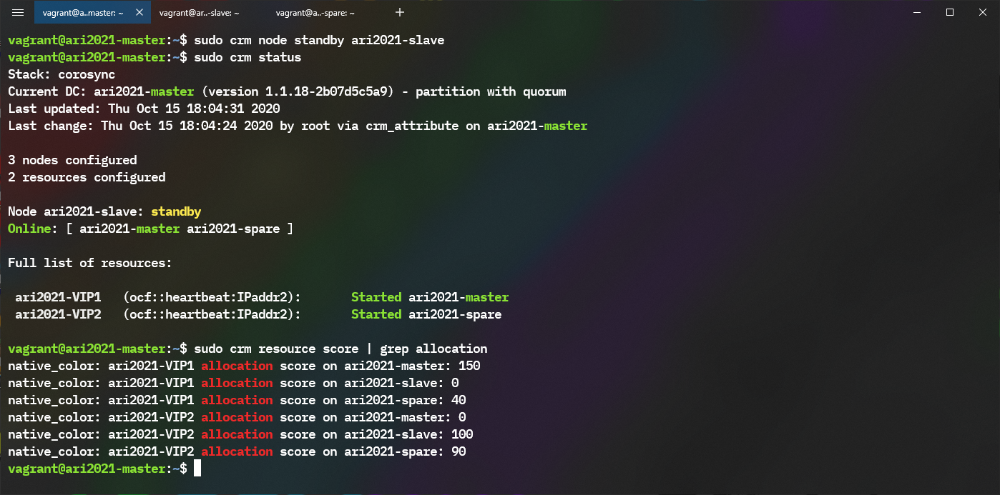 vagrant@a..master: ~ vagrant@ar..-slave: ~ vagrant@a..-spare: ~
vagrant@ari2021-master:~$ sudo crm node standby ari2021-slave
vagrant@ari2021-master:~$ sudo crm status
Stack: corosync
Current DC: ari2021-master (version 1.1.18-2b07d5c5a9) - partition with quorum
Last updated: Thu Oct 15 18:04:31 2020
Last change: Thu Oct 15 18:04:24 2020 by root via crm_attribute on ari2021-master
3 nodes configured
2 resources configured
Node ari2021-slave: standby
Online: [ ari2021-master ari2021-spare ]
Full list of resources:
ari2021-VIP1 (ocf::heartbeat:IPaddr2): Started ari2021-master
ari2021-VIP2 (ocf::heartbeat:IPaddr2): Started ari2021-spare
vagrant@ari2021-master:~$ sudo crm resource score | grep allocation
native_color: ari2021-VIP1 allocation score on ari2021-master: 150
native_color: ari2021-VIP1 allocation score on ari2021-slave: 0
native_color: ari2021-VIP1 allocation score on ari2021-spare: 40
native_color: ari2021-VIP2 allocation score on ari2021-master: 0
native_color: ari2021-VIP2 allocation score on ari2021-slave: 100
native_color: ari2021-VIP2 allocation score on ari2021-spare: 90
vagrant@ari2021-master:~$